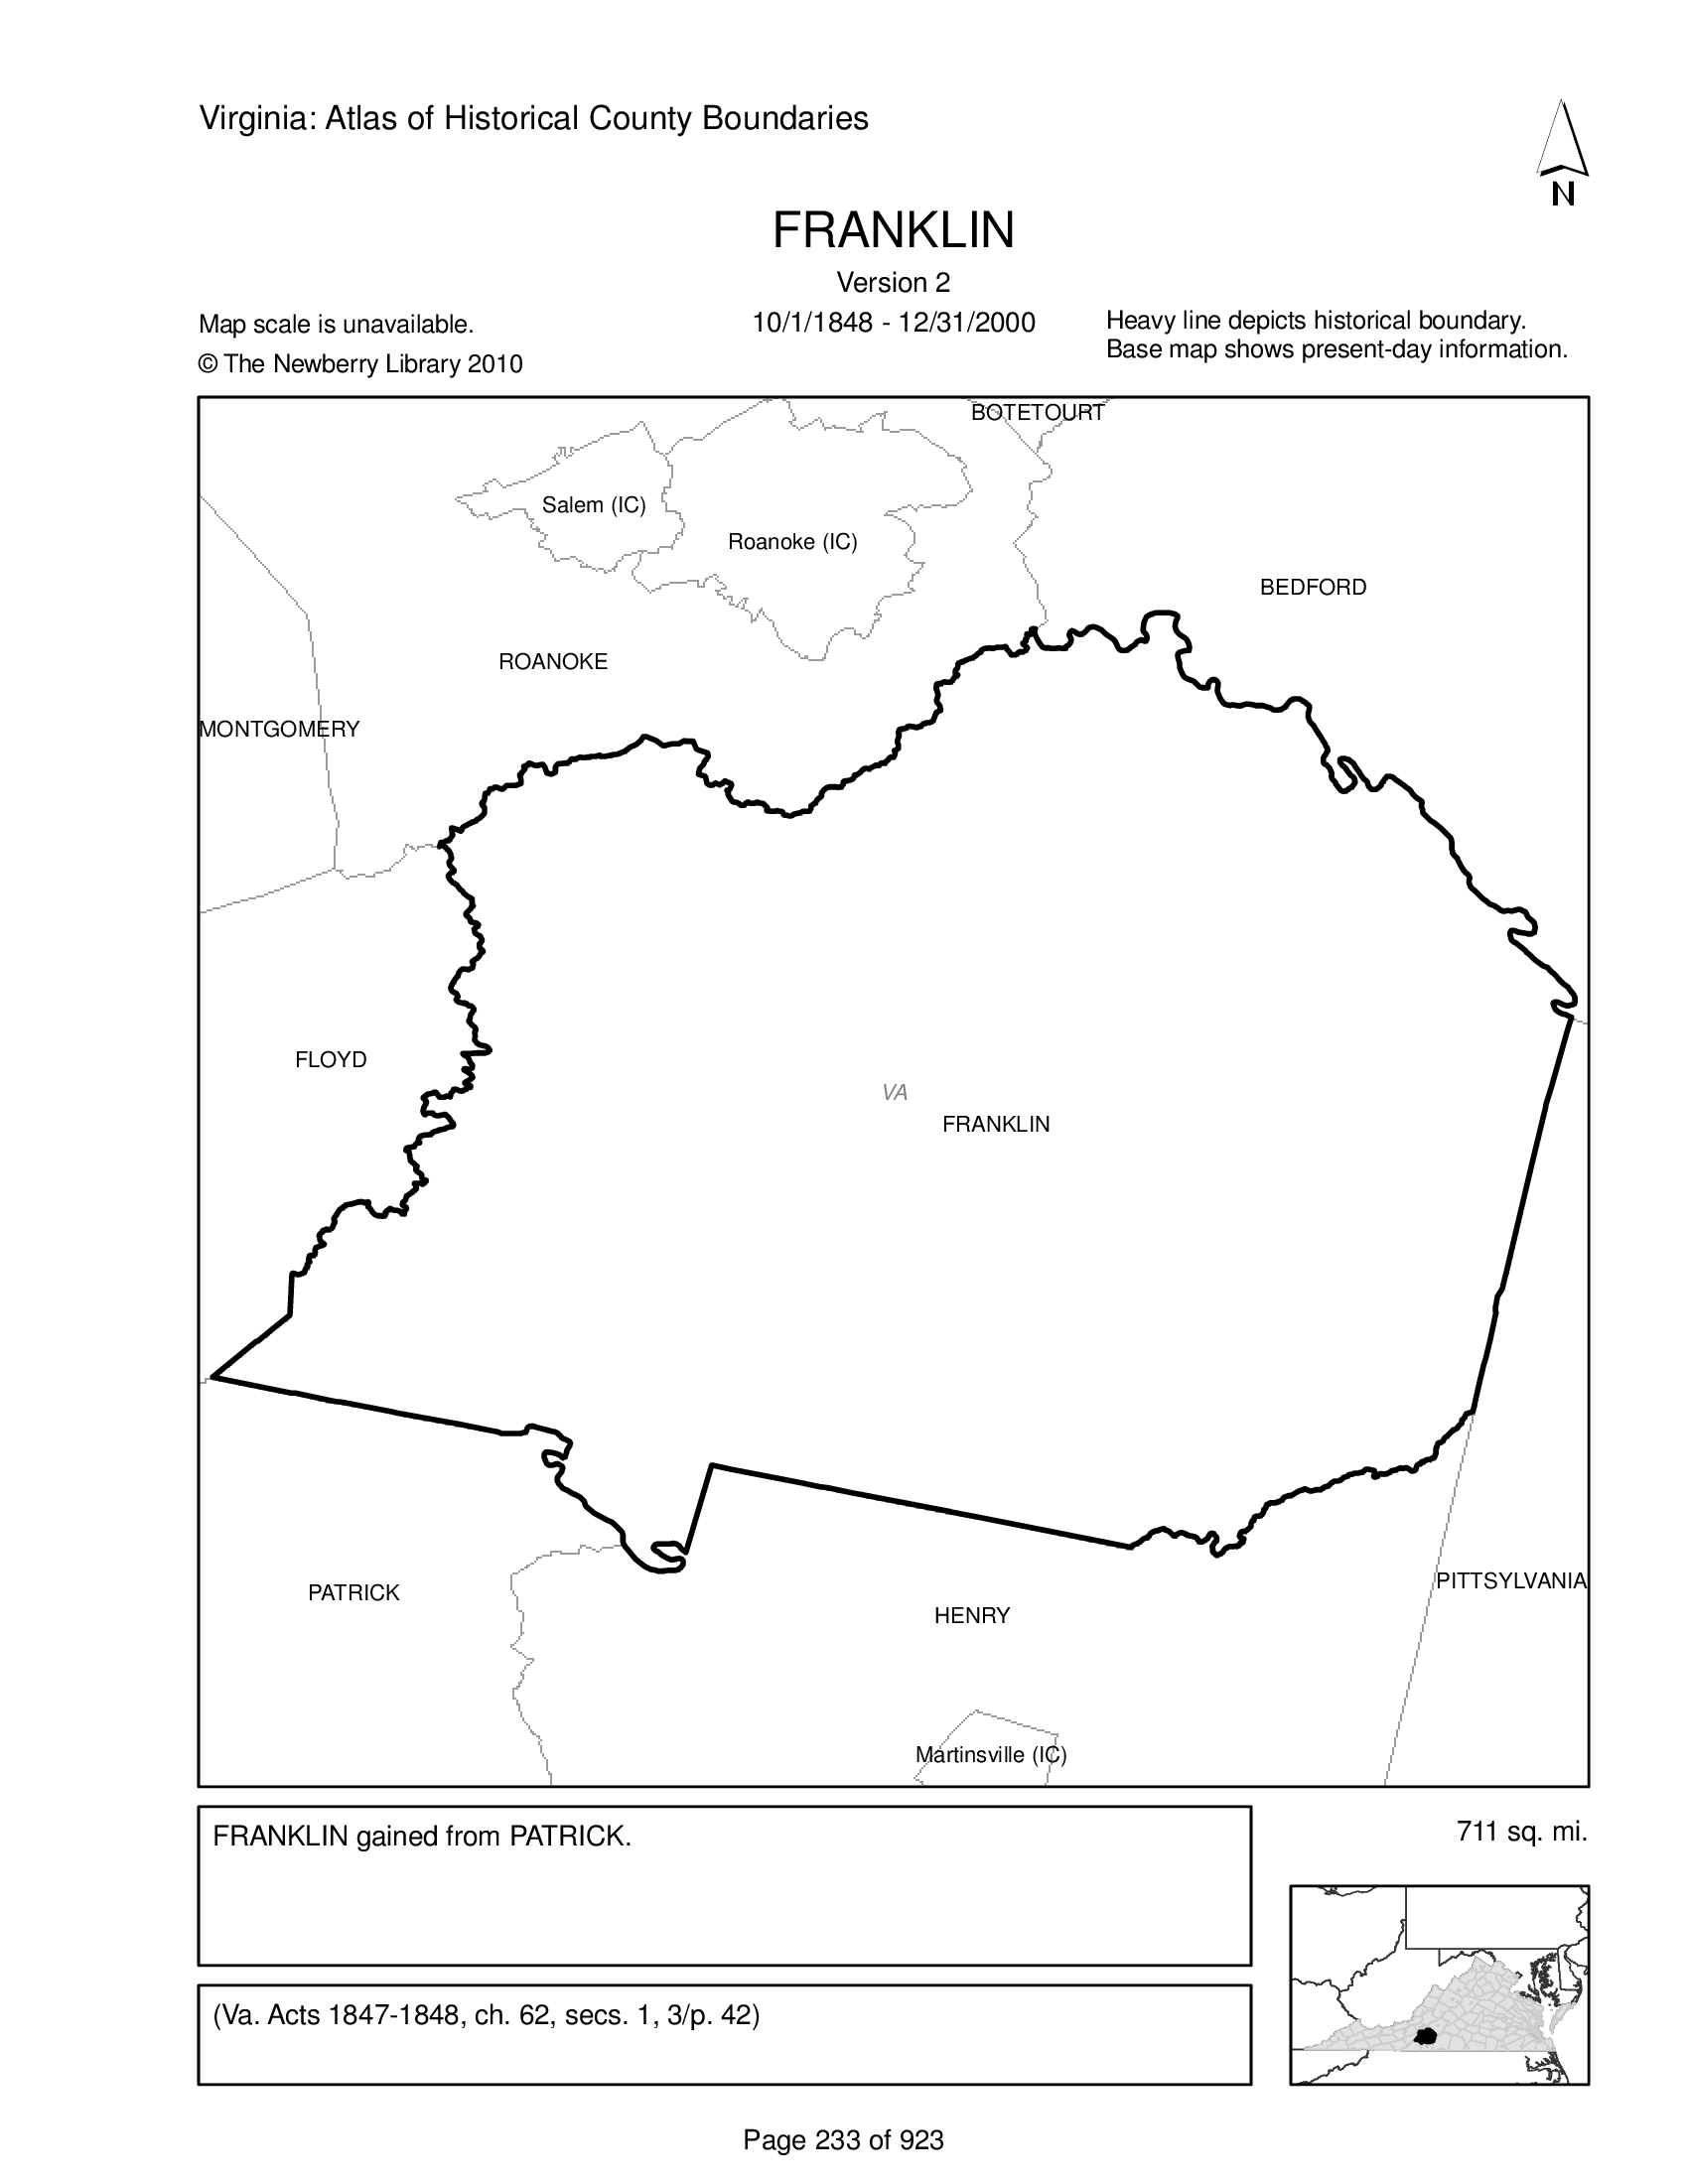 Virginia: Atlas of Historical County Boundaries
N
FRANKLIN
Version 2
10/1/1848 - 12/31/2000
Map scale is unavailable.
© The Newberry Library 2010
Heavy line depicts historical boundary.
Base map shows present-day information.
BOTETOURT
Salem (IC)
Roanoke (IC)
BEDFORD
ROANOKE
MONTGOMERY
FLOYD
VA
FRANKLIN
PATRICK
HENRY
PITTSYLVANIA
Martinsville (IC)
FRANKLIN gained from PATRICK.
711 sq. mi.
(Va. Acts 1847-1848, ch. 62, secs. 1, 3/p. 42)
Page 233 of 923